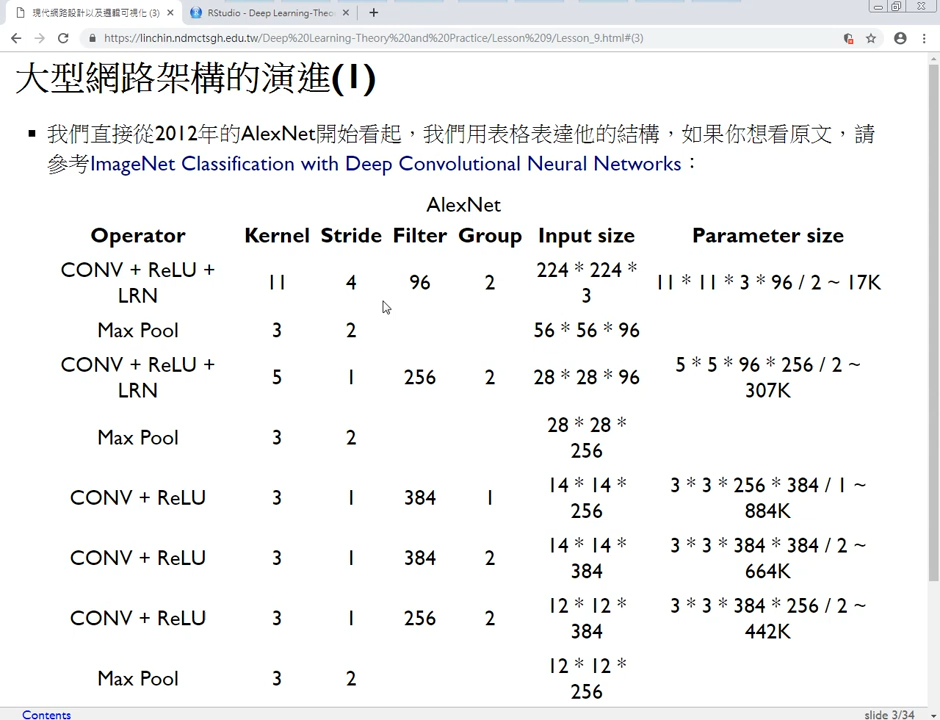 現代網路設計以及邏輯可視化 (3)
RStudio - Deep Learning-Theor
https://linchin.ndmctsgh.edu.tw/Deep%20Learning-Theory%20and%20Practice/Lesson%209/Lesson_9.html#(3)
大型網路架構的演進(1)
我們直接從2012年的AlexNet開始看起，我們用表格表達他的結構，如果你想看原文，請
參考ImageNet Classification with Deep Convolutional Neural Networks：
AlexNet
Operator Kernel Stride Filter Group Input size Parameter size
CONV + ReLU + LRN 11 4 96 2 224 * 224 * 3 11 * 11 * 3 * 96 / 2 ~ 17K
Max Pool 3 2 56 * 56 * 96
CONV + ReLU + LRN 5 1 256 2 28 * 28 * 96 5 * 5 * 96 * 256 / 2 ~ 307K
Max Pool 3 2 28 * 28 * 256
CONV + ReLU 3 1 384 1 14 * 14 * 256 3 * 3 * 256 * 384 / 1 ~ 884K
CONV + ReLU 3 1 384 2 14 * 14 * 384 3 * 3 * 384 * 384 / 2 ~ 664K
CONV + ReLU 3 1 256 2 12 * 12 * 384 3 * 3 * 384 * 256 / 2 ~ 442K
Max Pool 3 2 12 * 12 * 256
Contents
slide 3/34